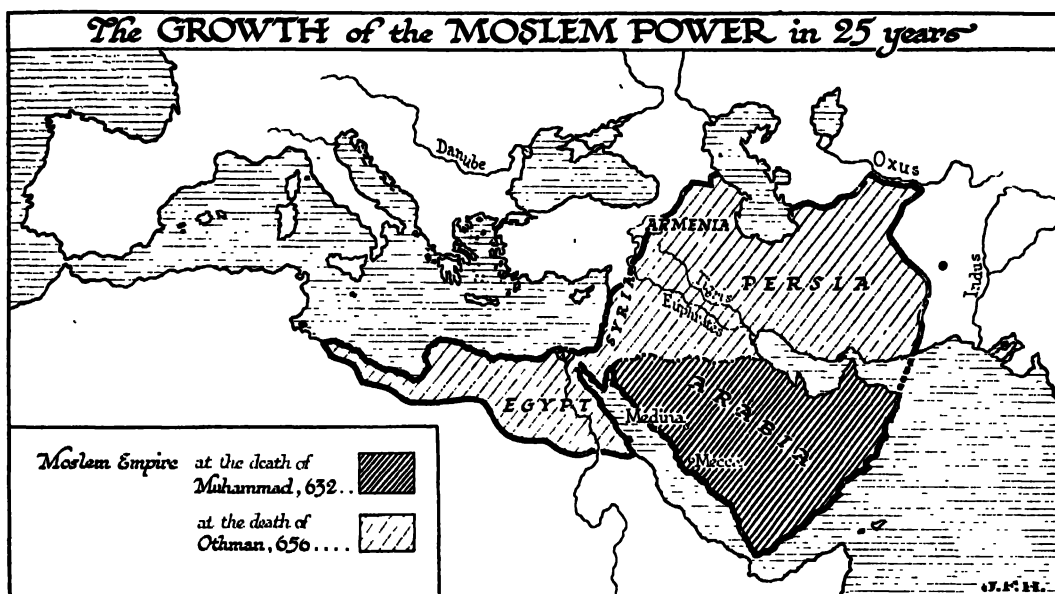 The GROWTH of the MOSLEM POWER in 25 years
Danube
Oxus
ARMENIA
Tigris
PERSIA
Indus
SYRIA
Euphrates
EGYPT
Medina
ARABIA
Mecca
Moslem Empire at the death of
Muhammad, 632..
at the death of
Othman, 656....
J.F.H.